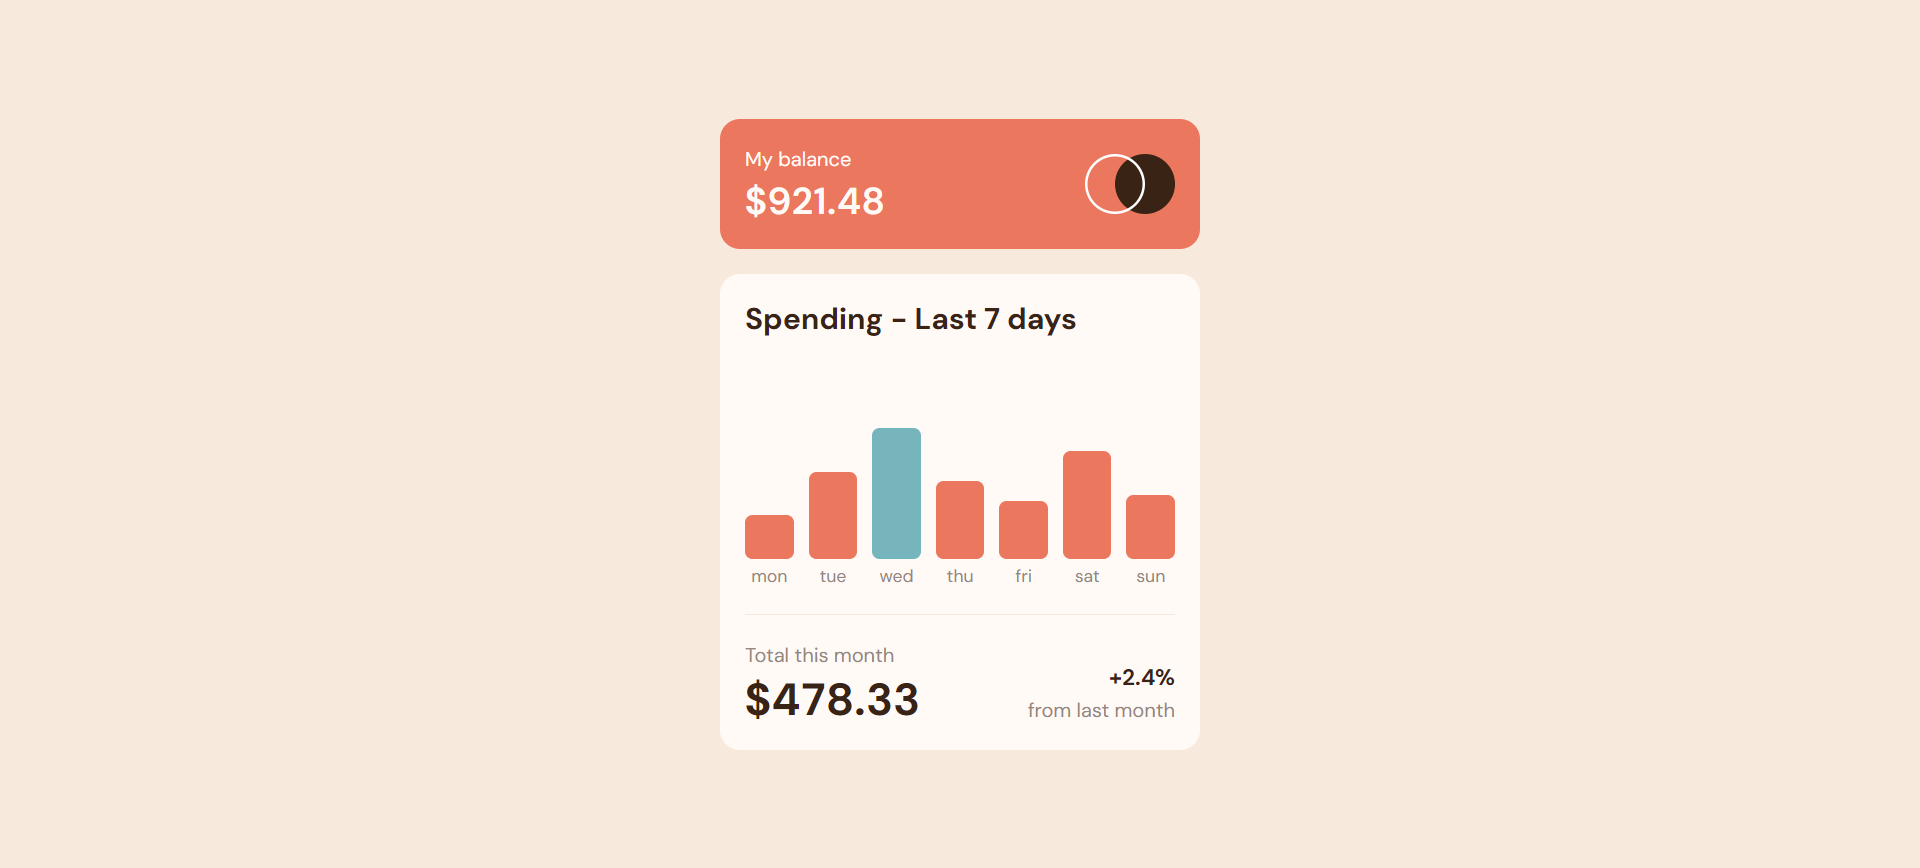 My balance
$921.48
Spending - Last 7 days
mon tue wed thu fri sat sun
Total this month
$478.33
+2.4%
from last month